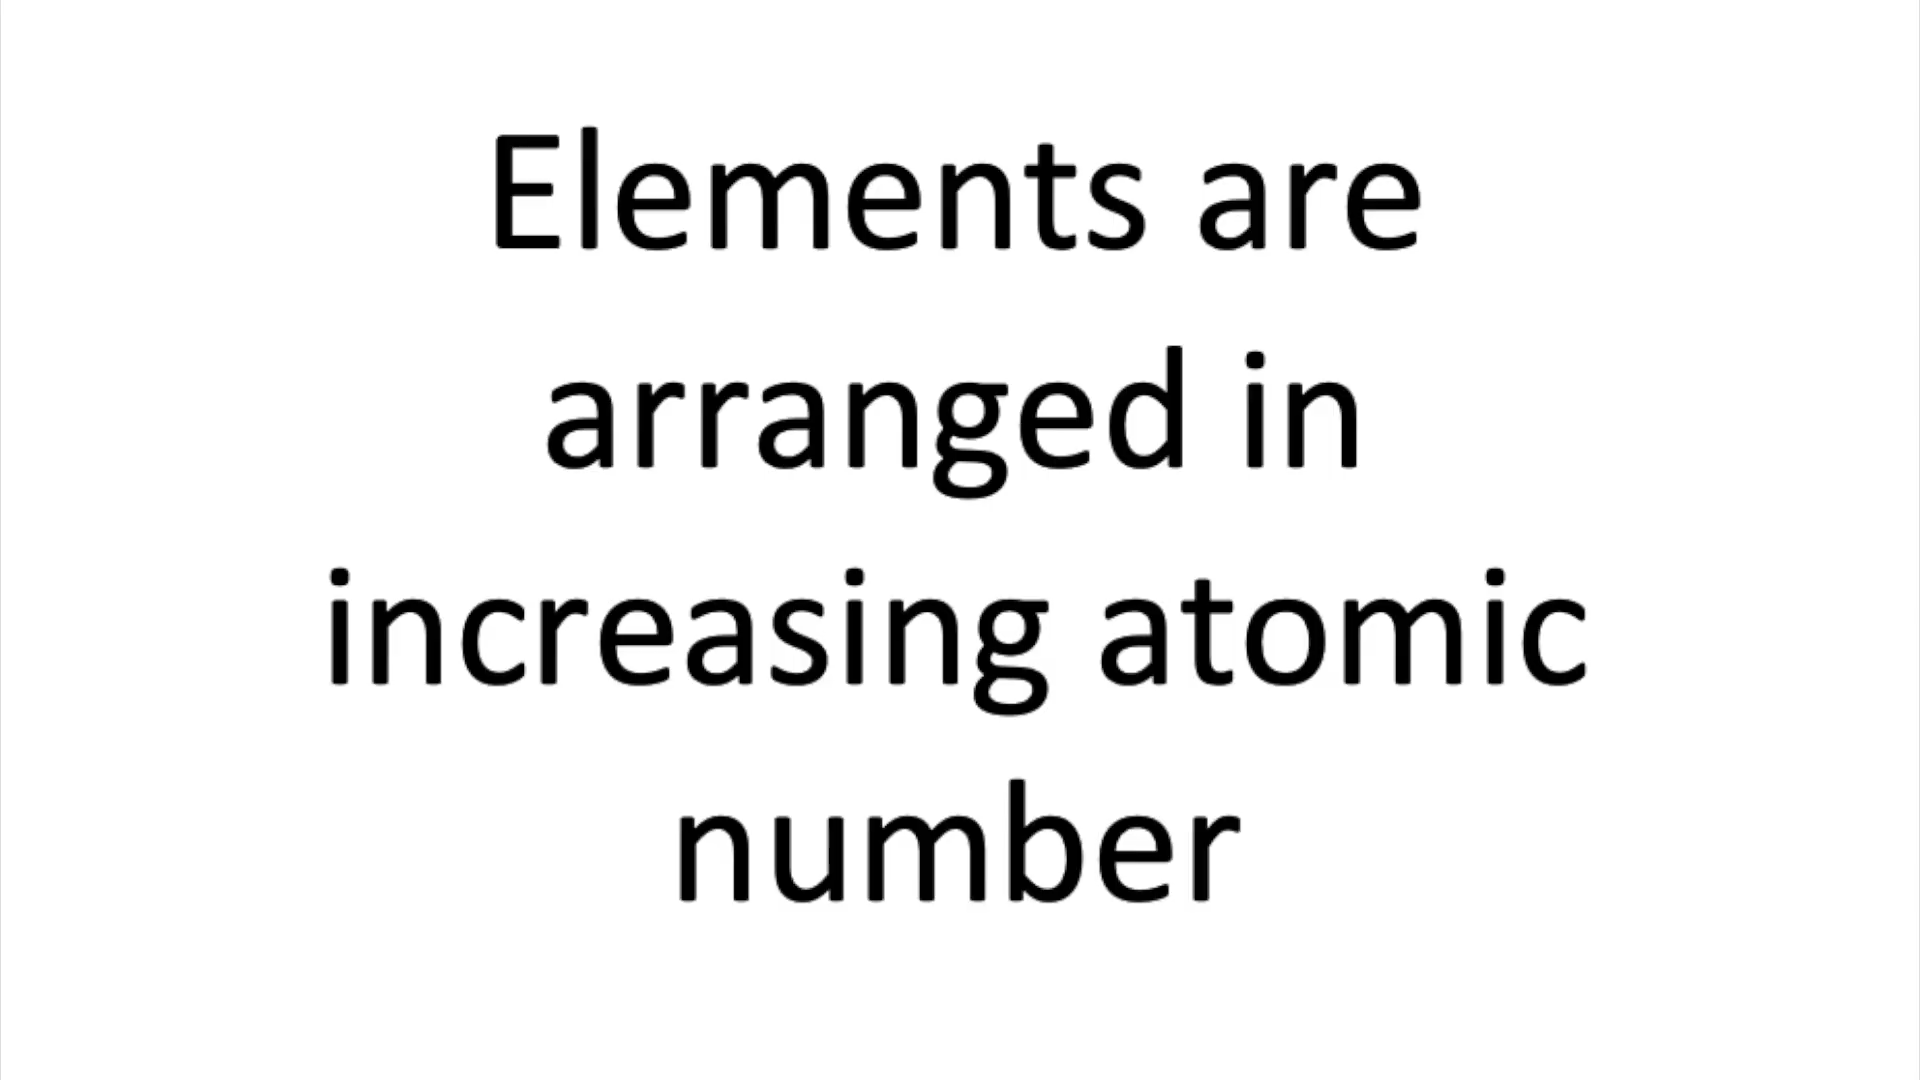 Elements are
arranged in
increasing atomic
number